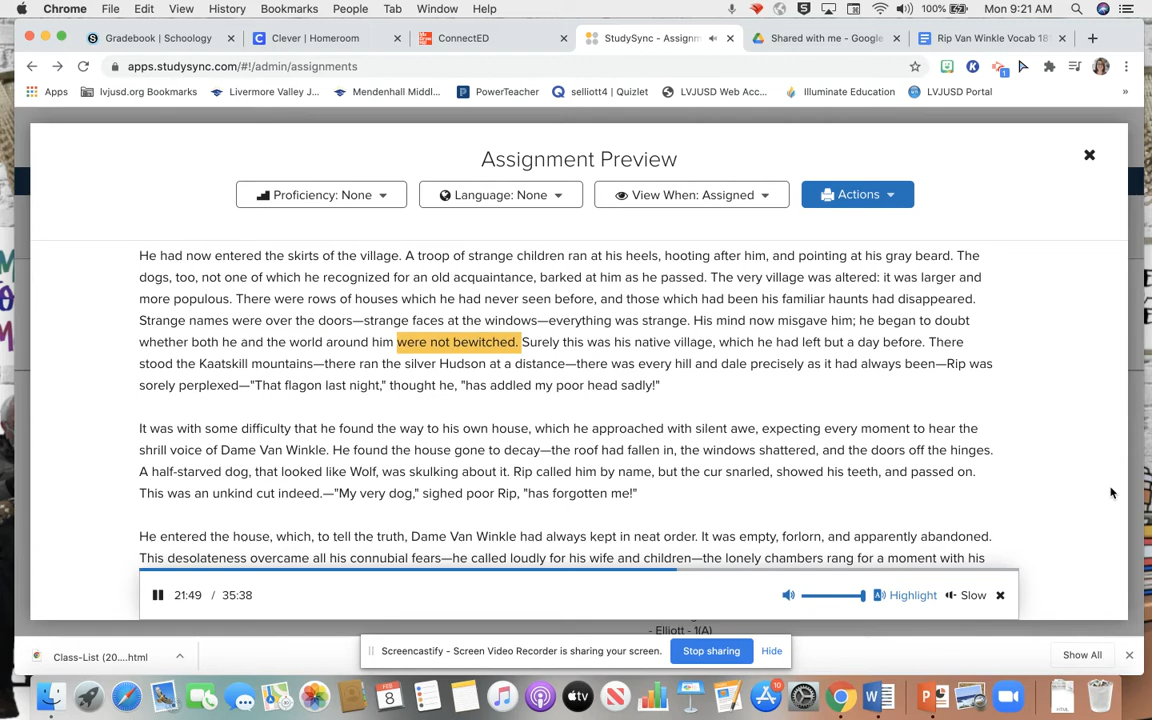 Chrome File Edit View History Bookmarks People Tab Window Help 100% Mon 9:21 AM
Gradebook | Schoology Clever | Homeroom ConnectED StudySync - Assignm Shared with me - Google Rip Van Winkle Vocab 18
apps.studysync.com/#!/admin/assignments
Apps lvjusd.org Bookmarks Livermore Valley J... Mendenhall Middl... PowerTeacher selliott4 | Quizlet LVJUSD Web Acc... Illuminate Education LVJUSD Portal »
Assignment Preview
Proficiency: None Language: None View When: Assigned Actions
He had now entered the skirts of the village. A troop of strange children ran at his heels, hooting after him, and pointing at his gray beard. The
dogs, too, not one of which he recognized for an old acquaintance, barked at him as he passed. The very village was altered: it was larger and
more populous. There were rows of houses which he had never seen before, and those which had been his familiar haunts had disappeared.
Strange names were over the doors—strange faces at the windows—everything was strange. His mind now misgave him; he began to doubt
whether both he and the world around him were not bewitched. Surely this was his native village, which he had left but a day before. There
stood the Kaatskill mountains—there ran the silver Hudson at a distance—there was every hill and dale precisely as it had always been—Rip was
sorely perplexed—"That flagon last night," thought he, "has addled my poor head sadly!"
It was with some difficulty that he found the way to his own house, which he approached with silent awe, expecting every moment to hear the
shrill voice of Dame Van Winkle. He found the house gone to decay—the roof had fallen in, the windows shattered, and the doors off the hinges.
A half-starved dog, that looked like Wolf, was skulking about it. Rip called him by name, but the cur snarled, showed his teeth, and passed on.
This was an unkind cut indeed.—"My very dog," sighed poor Rip, "has forgotten me!"
He entered the house, which, to tell the truth, Dame Van Winkle had always kept in neat order. It was empty, forlorn, and apparently abandoned.
This desolateness overcame all his connubial fears—he called loudly for his wife and children—the lonely chambers rang for a moment with his
21:49 / 35:38 Highlight Slow
- Elliott - 1(A)
Screencastify - Screen Video Recorder is sharing your screen. Stop sharing Hide
Class-List (20....html Show All